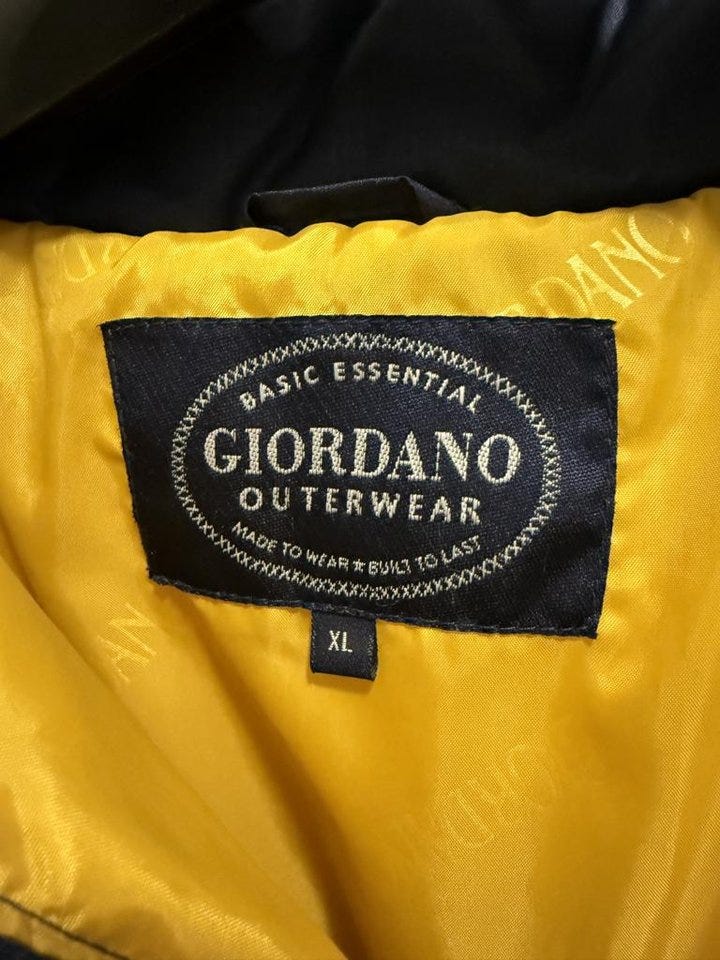 BASIC ESSENTIAL
GIORDANO
OUTERWEAR
MADE TO WEAR★BUILT TO LAST
XL